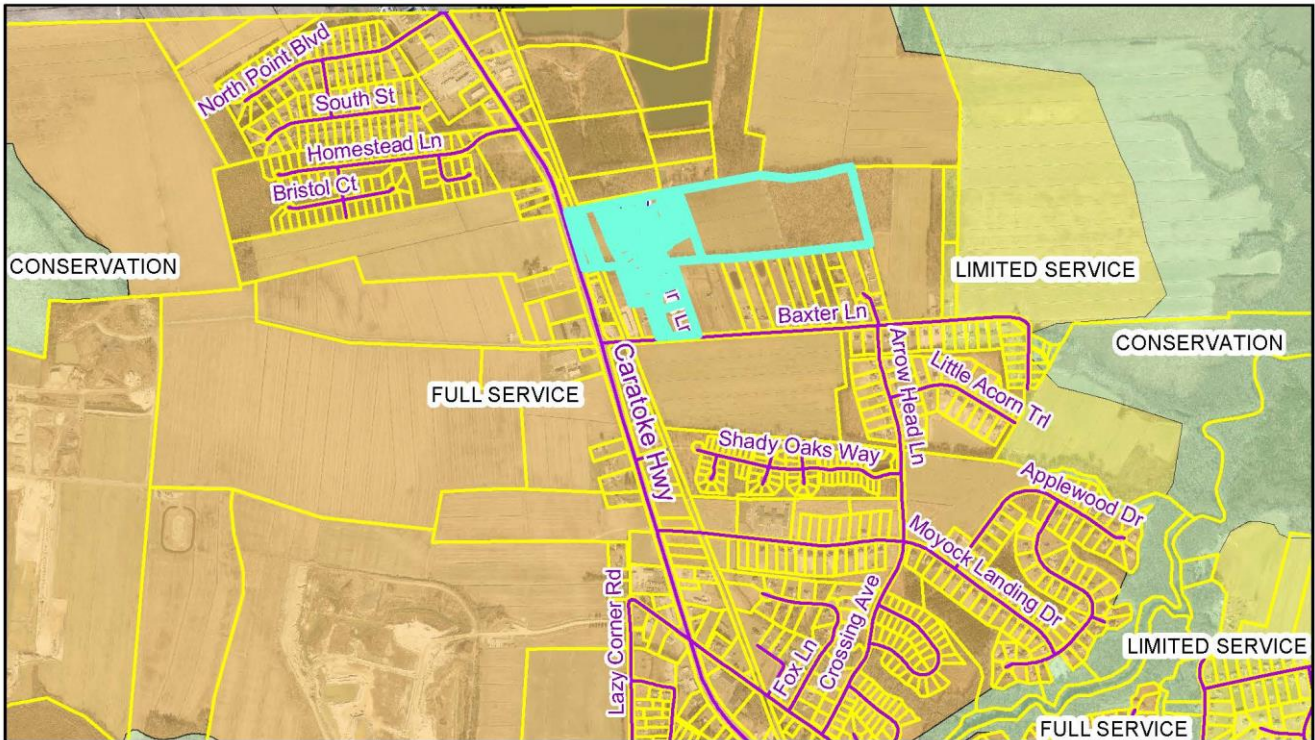 North Point Blvd
South St
Homestead Ln
Bristol Ct
CONSERVATION
LIMITED SERVICE
Baxter Ln
CONSERVATION
FULL SERVICE
Caratoke Hwy
Arrow Head Ln
Little Acorn Trl
Shady Oaks Way
Applewood Dr
Moyock Landing Dr
Lazy Corner Rd
Fox Ln
Crossing Ave
LIMITED SERVICE
FULL SERVICE